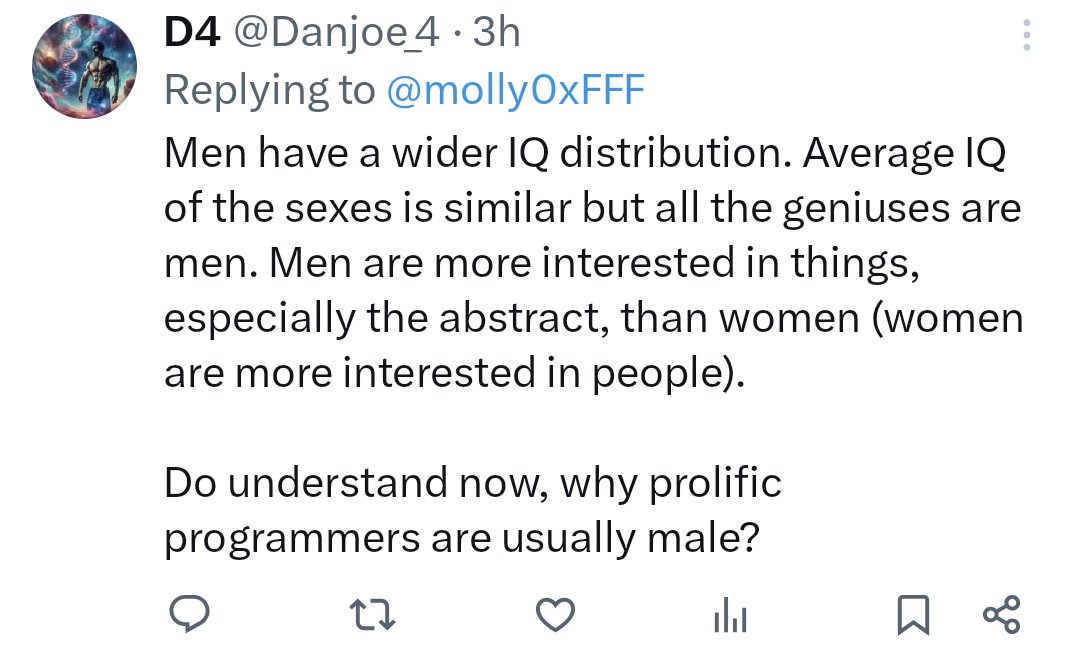 D4 @Danjoe_4 · 3h
Replying to @molly0xFFF
Men have a wider IQ distribution. Average IQ
of the sexes is similar but all the geniuses are
men. Men are more interested in things,
especially the abstract, than women (women
are more interested in people).
Do understand now, why prolific
programmers are usually male?